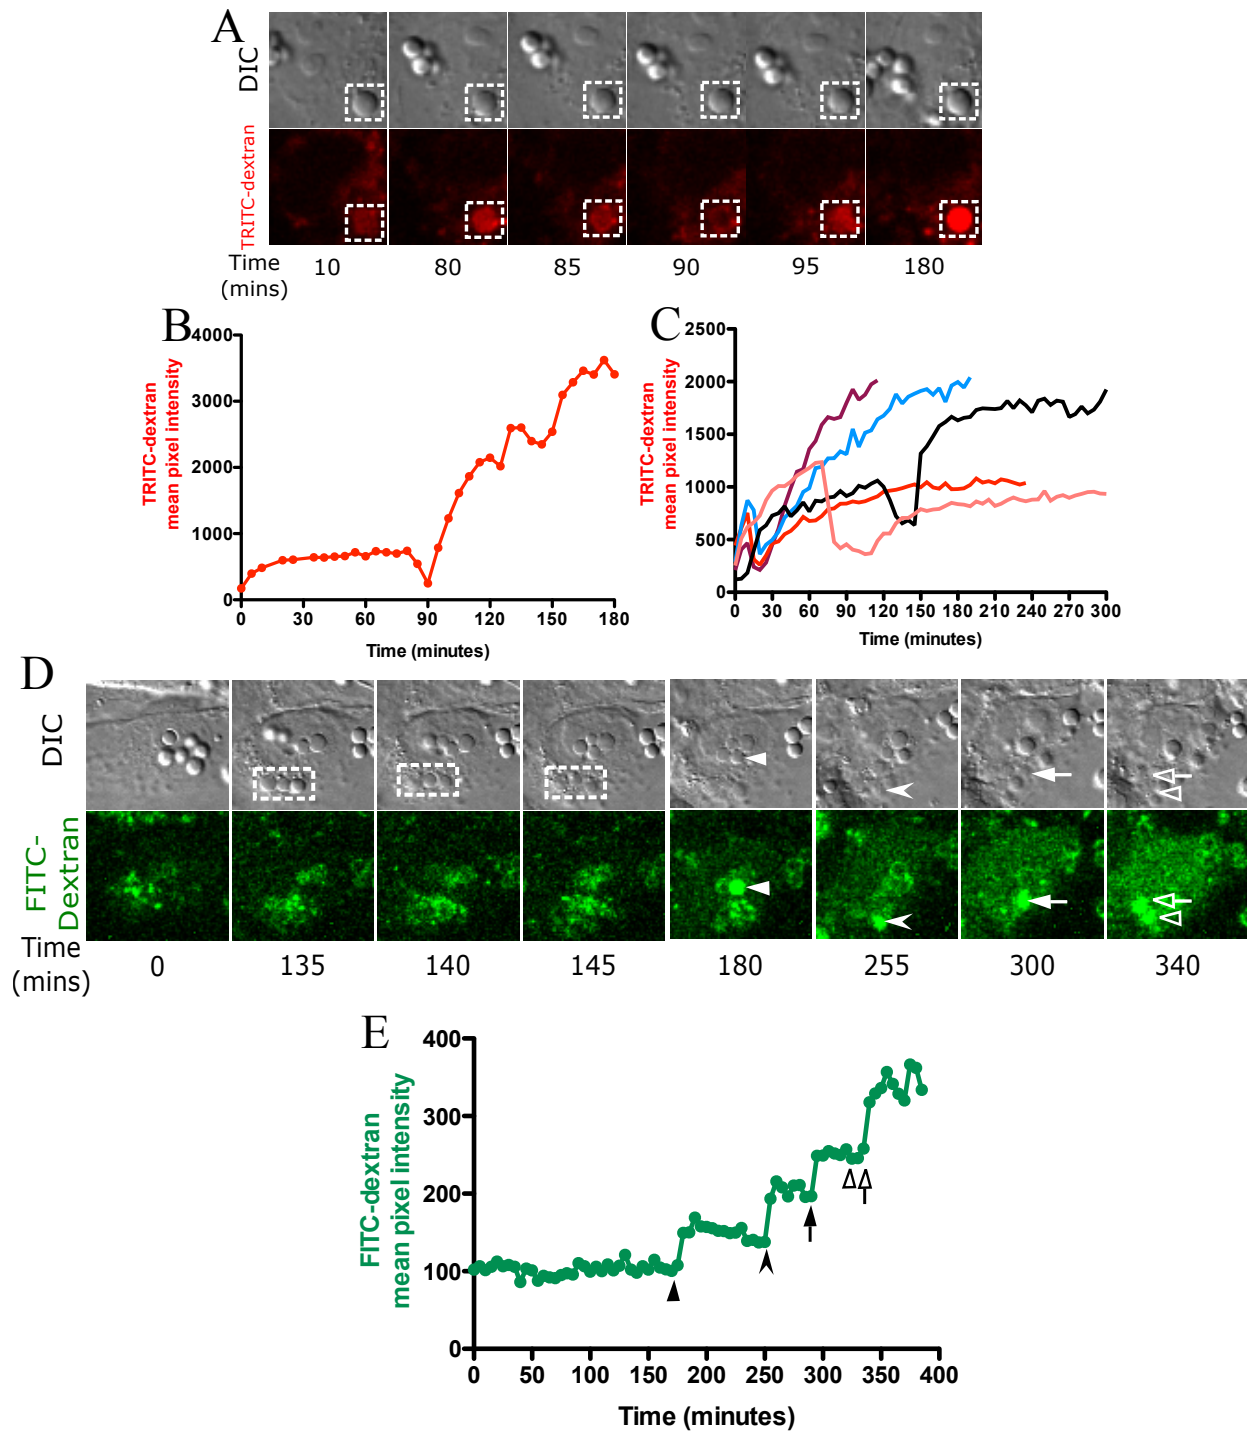 A
DIC
TRITC-dextran
Time
(mins)
10
80
85
90
95
180
B
TRITC-dextran
mean pixel intensity
4000
3000
2000
1000
0
0
30
60
90
120
150
180
Time (minutes)
C
TRITC-dextran
mean pixel intensity
2500
2000
1500
1000
500
0
0
30
60
90
120
150
180
210
240
270
300
Time (minutes)
D
DIC
FITC-
Dextran
Time
(mins)
0
135
140
145
180
255
300
340
E
FITC-dextran
mean pixel intensity
400
300
200
100
0
0
50
100
150
200
250
300
350
400
Time (minutes)